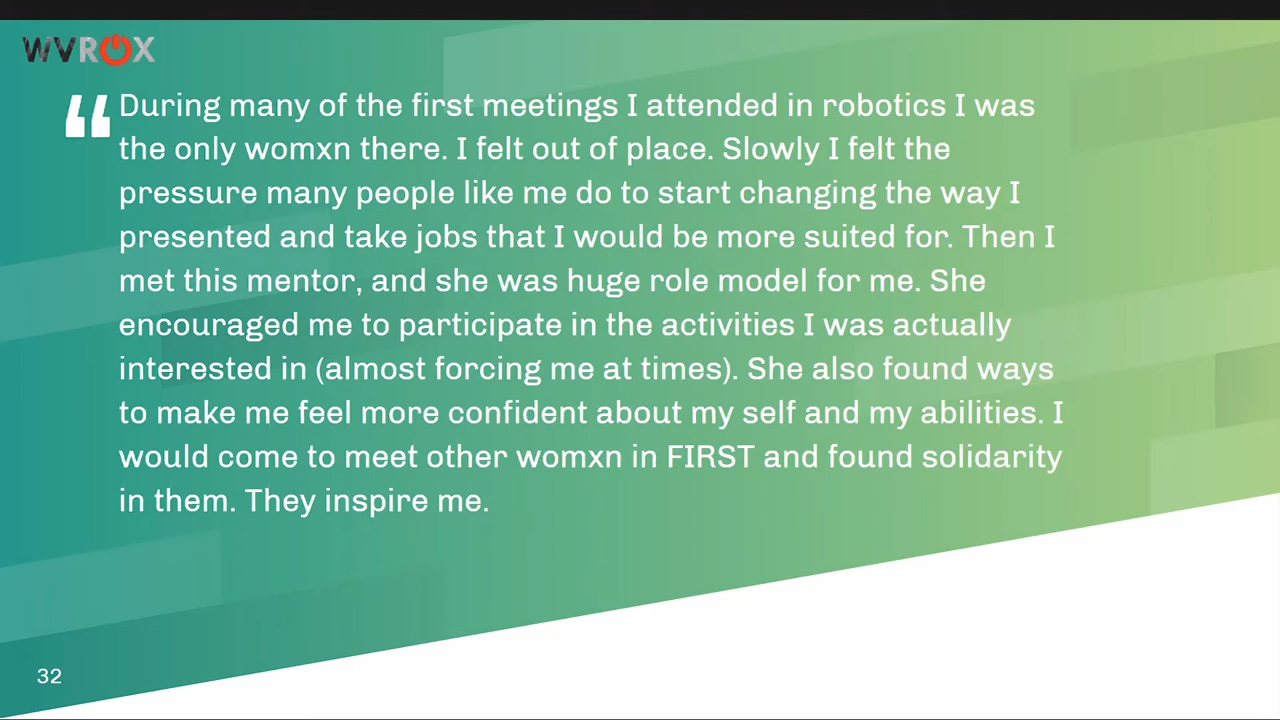 WVROX
“During many of the first meetings I attended in robotics I was
the only womxn there. I felt out of place. Slowly I felt the
pressure many people like me do to start changing the way I
presented and take jobs that I would be more suited for. Then I
met this mentor, and she was huge role model for me. She
encouraged me to participate in the activities I was actually
interested in (almost forcing me at times). She also found ways
to make me feel more confident about my self and my abilities. I
would come to meet other womxn in FIRST and found solidarity
in them. They inspire me.
32